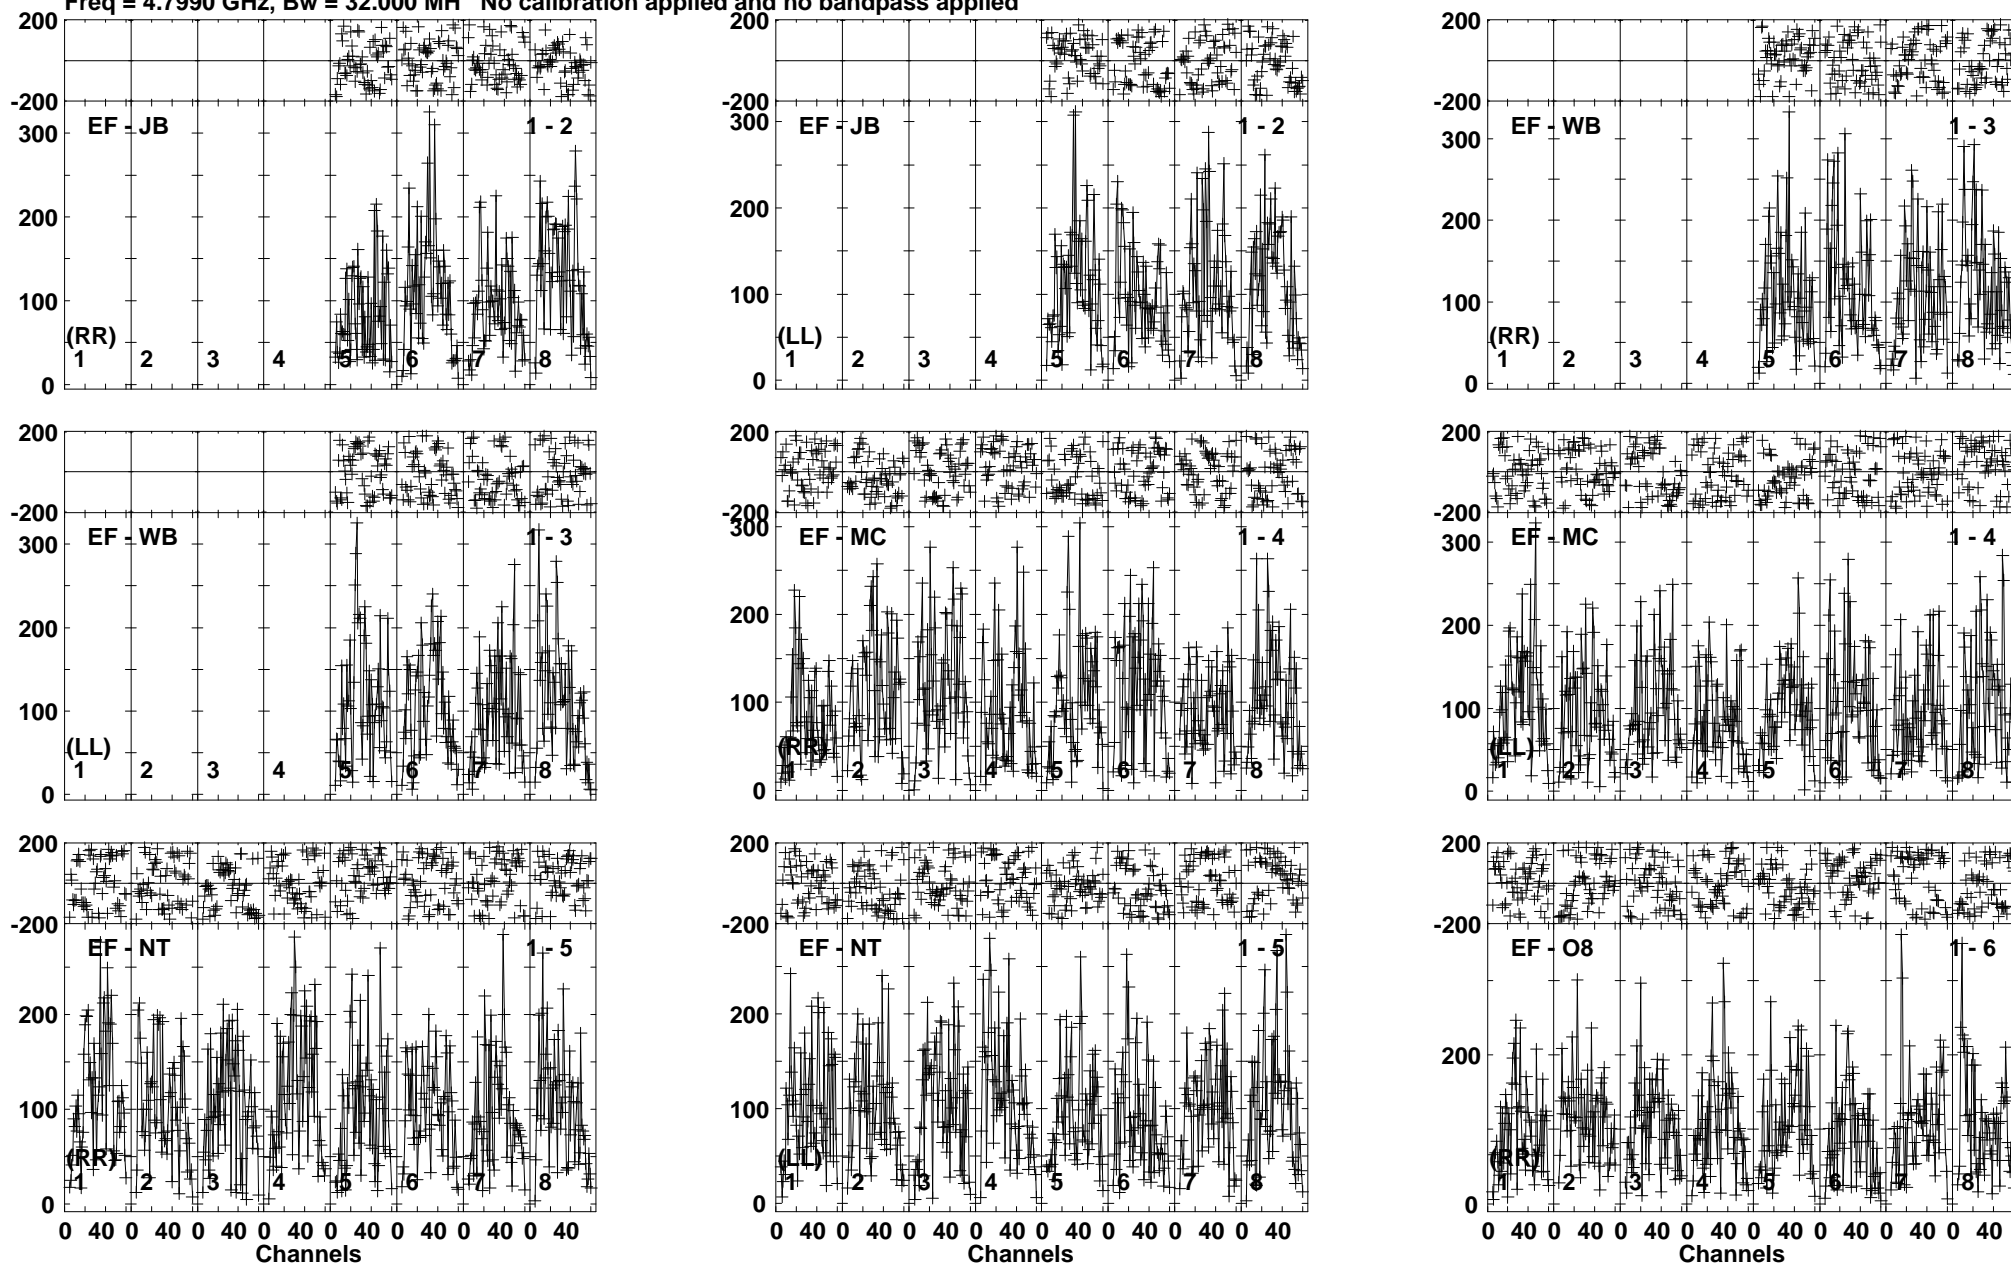 Freq = 4.7990 GHz, Bw = 32.000 MH No calibration applied and no bandpass applied
200 200 200
-200 -200 -200
300 EF - JB 1 - 2 300 EF - JB 1 - 2 300 EF - WB 1 - 3
200 200 200
100 100 100
(RR) (LL) (RR)
1 2 3 4 5 6 7 8 1 2 3 4 5 6 7 8 1 2 3 4 5 6 7 8
0 0 0
200 200 200
-200 -200 -200
300 EF - WB 1 - 3 300 EF - MC 1 - 4 300 EF - MC 1 - 4
200 200 200
100 100 100
(LL) (RR) (LL)
1 2 3 4 5 6 7 8 1 2 3 4 5 6 7 8 1 2 3 4 5 6 7 8
0 0 0
200 200 200
-200 -200 -200
EF - NT 1 - 5 EF - NT 1 - 5 EF - O8 1 - 6
200 200 200
100 100 100
(RR) (LL) (RR)
1 2 3 4 5 6 7 8 1 2 3 4 5 6 7 8 1 2 3 4 5 6 7 8
0 0 0
0 40 0 40 0 40 0 40 0 40 0 40 0 40 0 40 0 40 0 40 0 40 0 40 0 40 0 40 0 40 0 40 0 40 0 40 0 40 0 40 0 40 0 40 0 40 0 40
Channels Channels Channels